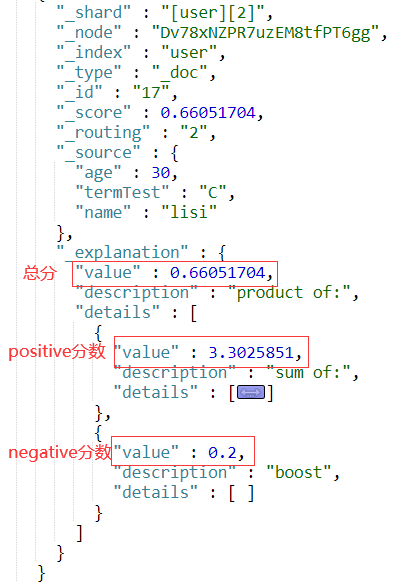 "_shard" : "[user][2]",
"_node" : "Dv78xNZPR7uzEM8tfPT6gg",
"_index" : "user",
"_type" : "_doc",
"_id" : "17",
"_score" : 0.66051704,
"_routing" : "2",
"_source" : {
"age" : 30,
"termTest" : "C",
"name" : "lisi"
},
"_explanation" : {
总分 "value" : 0.66051704,
"description" : "product of:",
"details" : [
{
positive分数 "value" : 3.3025851,
"description" : "sum of:",
"details" : []
},
{
negative分数 "value" : 0.2,
"description" : "boost",
"details" : [ ]
}
]
}
}